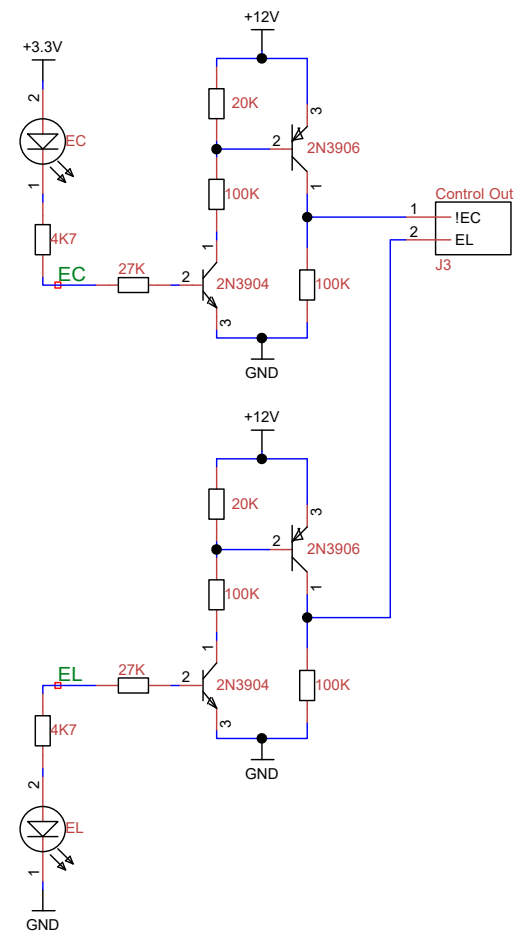 +12V
+3.3V
2
3
20K
EC
2
2N3906
1
100K
1
Control Out
1
!EC
4K7
2
EL
1
EC
27K
2
2N3904
100K
J3
3
GND
+12V
20K
3
2
2N3906
100K
1
1
EL
27K
2
2N3904
100K
4K7
3
GND
2
EL
1
GND